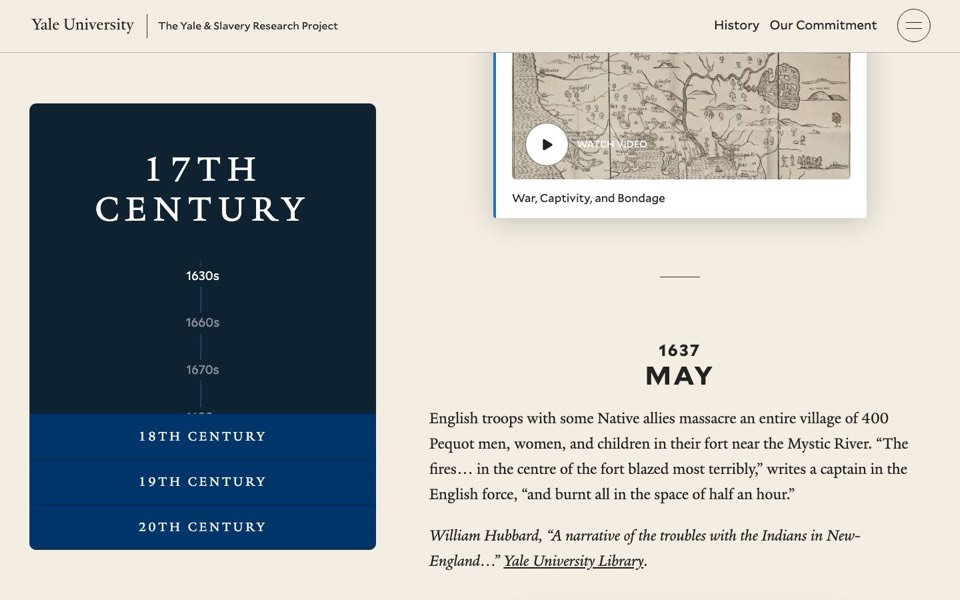 Yale University
The Yale & Slavery Research Project
History
Our Commitment
17TH
CENTURY
1630s
1660s
1670s
18TH CENTURY
19TH CENTURY
20TH CENTURY
WATCH VIDEO
War, Captivity, and Bondage
1637
MAY
English troops with some Native allies massacre an entire village of 400
Pequot men, women, and children in their fort near the Mystic River. “The
fires… in the centre of the fort blazed most terribly,” writes a captain in the
English force, “and burnt all in the space of half an hour.”
William Hubbard, “A narrative of the troubles with the Indians in New-
England…” Yale University Library.